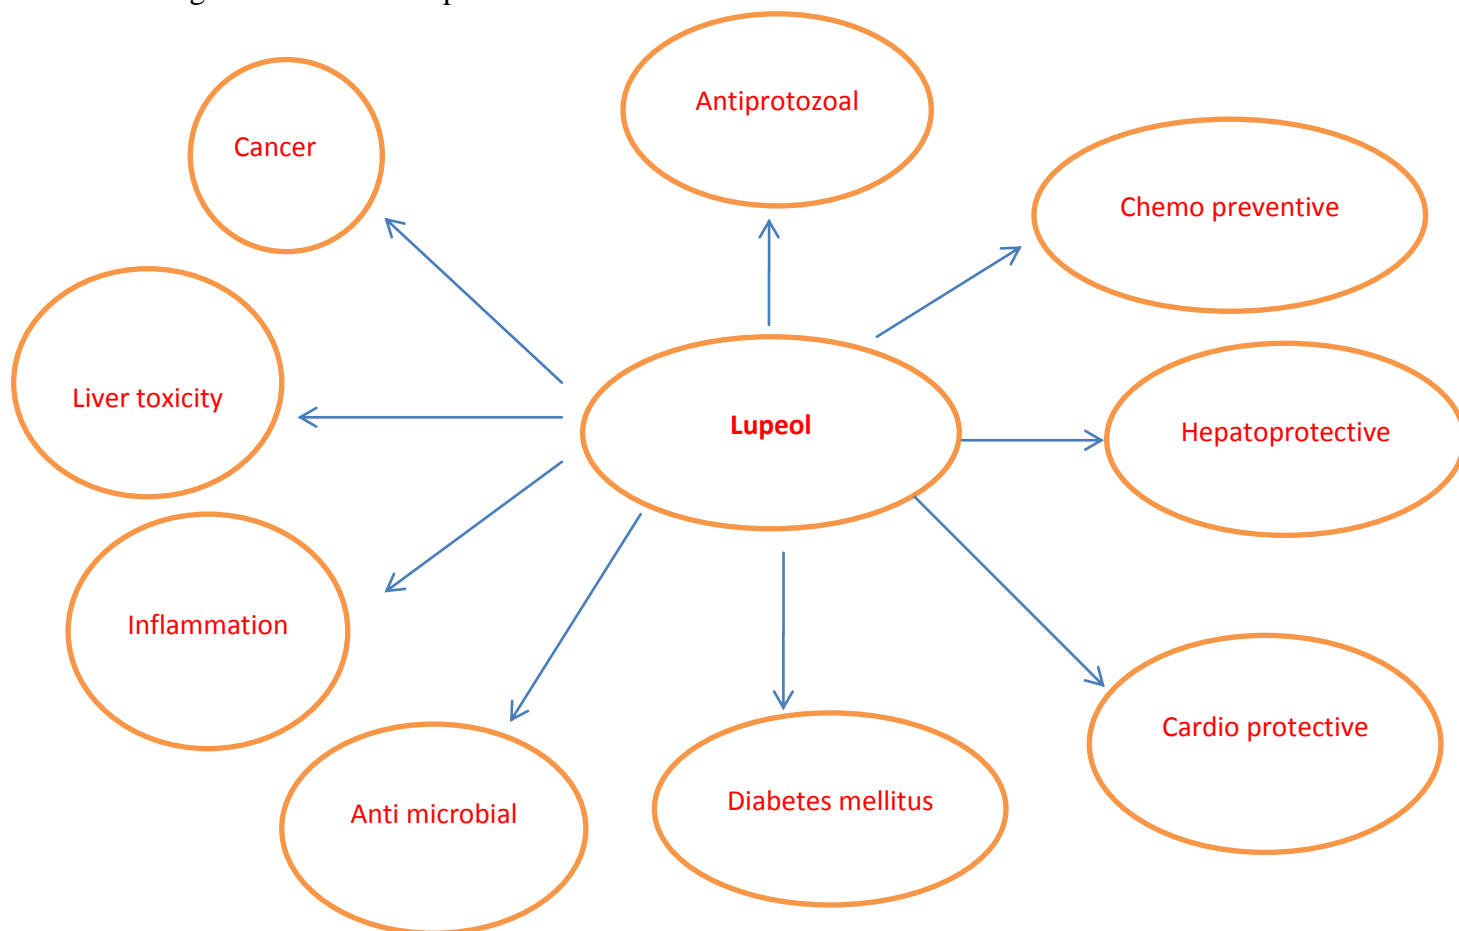 Antiprotozoal
Cancer
Chemo preventive
Liver toxicity
Lupeol
Hepatoprotective
Inflammation
Cardio protective
Anti microbial
Diabetes mellitus